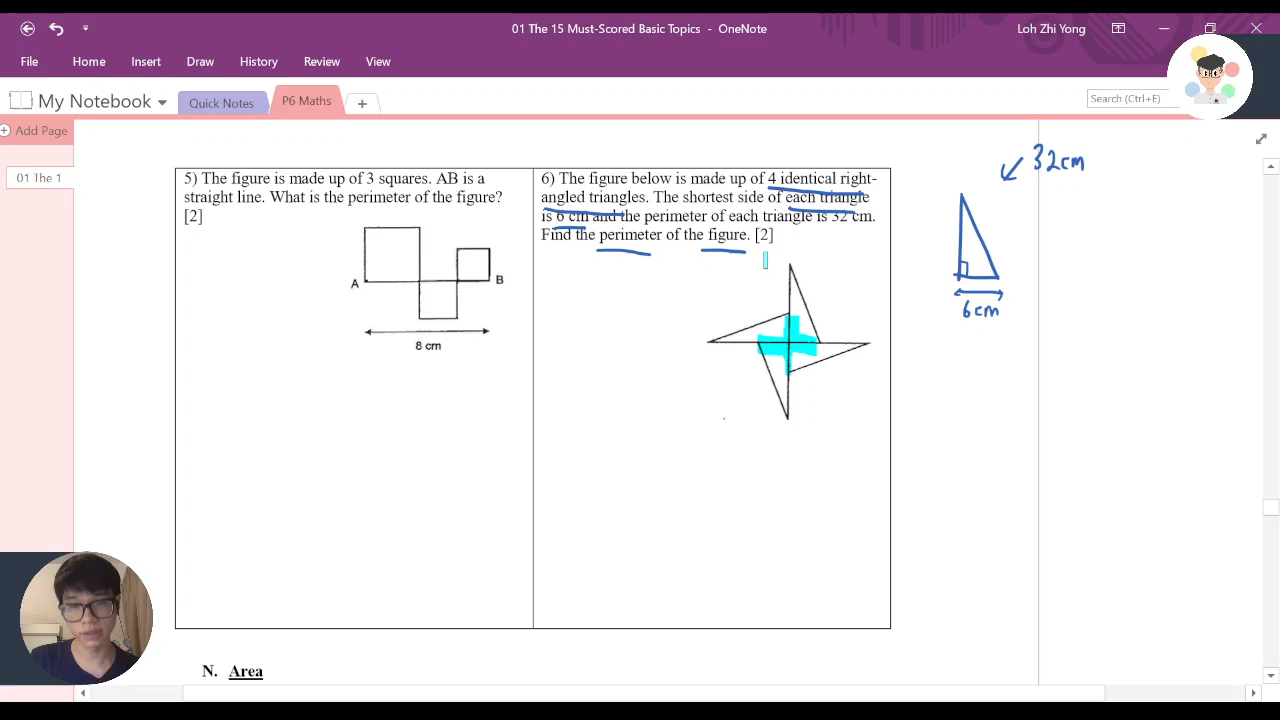 01 The 15 Must-Scored Basic Topics - OneNote
Loh Zhi Yong
File Home Insert Draw History Review View
My Notebook
Quick Notes
P6 Maths
Search (Ctrl+E)
Add Page
01 The 1
5) The figure is made up of 3 squares. AB is a
straight line. What is the perimeter of the figure?
[2]
A
B
8 cm
6) The figure below is made up of 4 identical right-
angled triangles. The shortest side of each triangle
is 6 cm and the perimeter of each triangle is 32 cm.
Find the perimeter of the figure. [2]
32cm
6cm
N. Area